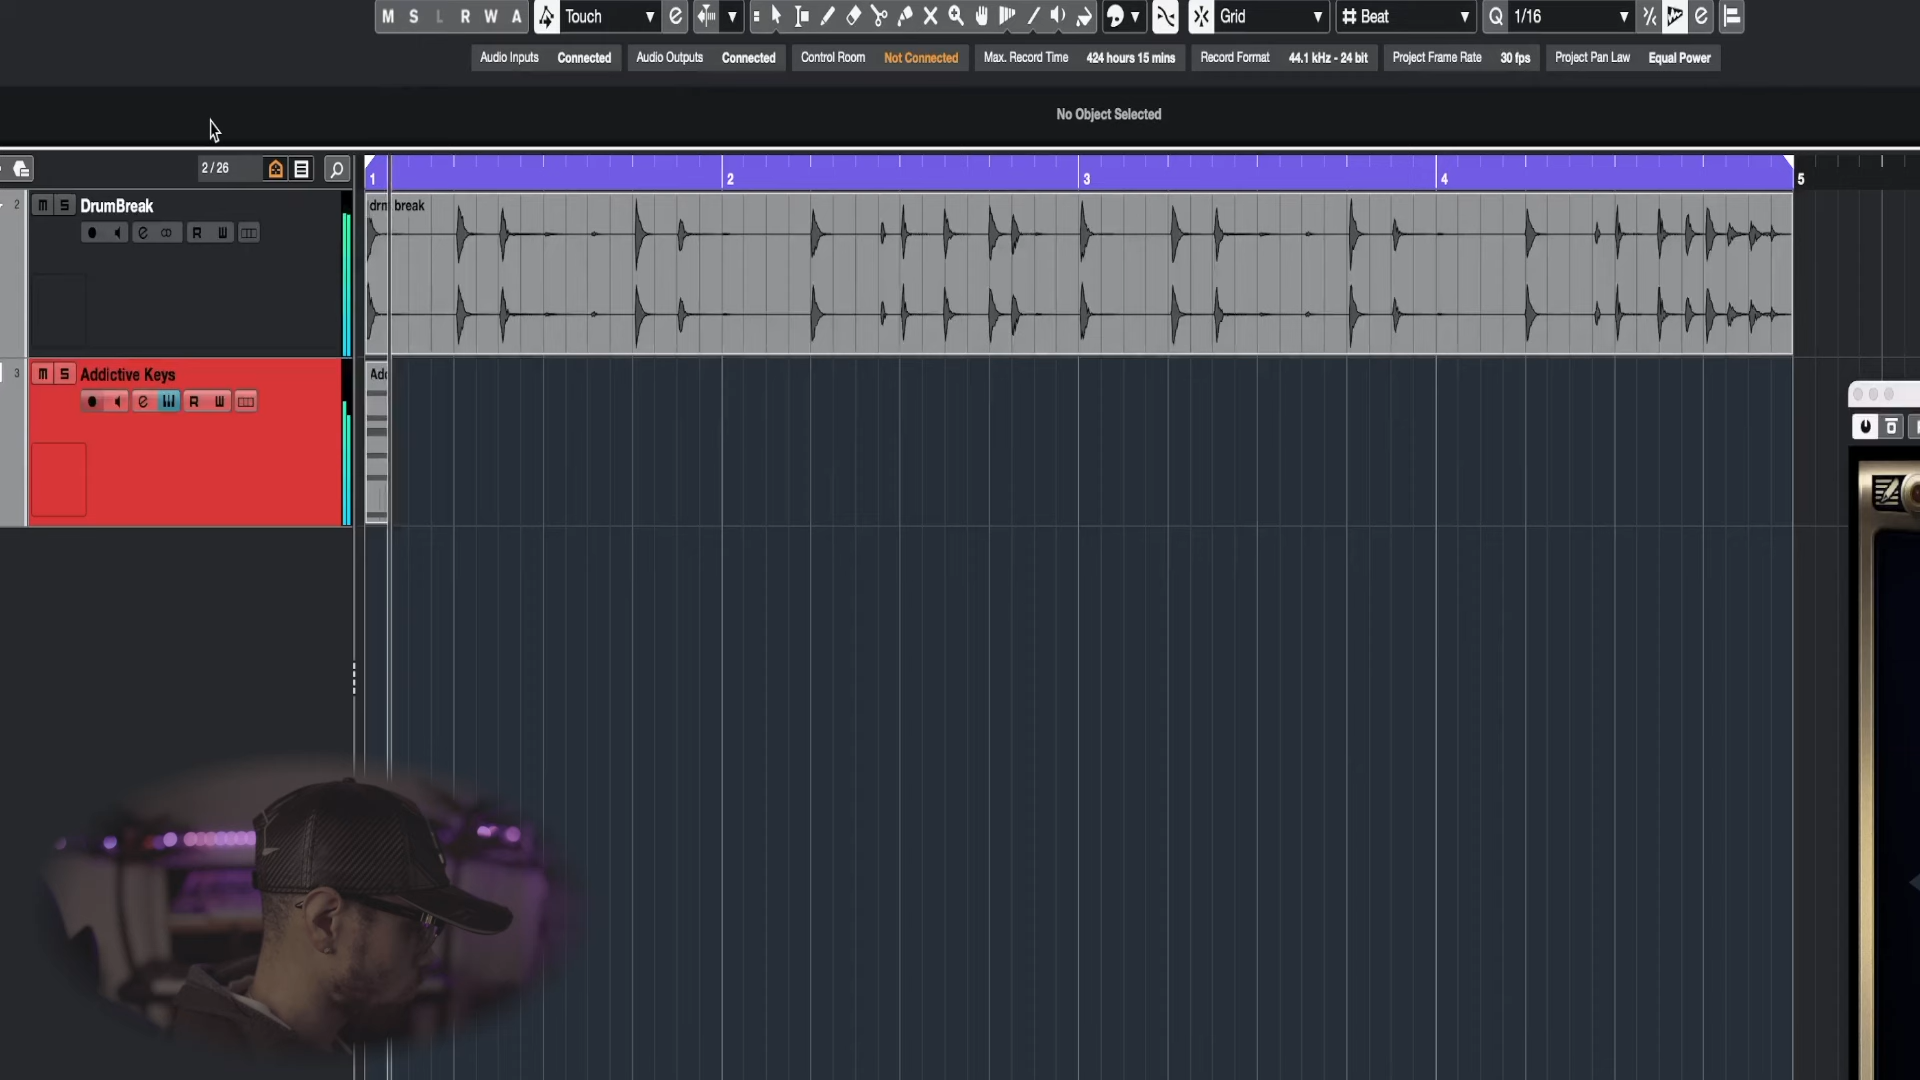 M S L R W A Touch Grid Beat Q 1/16
Audio Inputs Connected Audio Outputs Connected Control Room Not Connected Max. Record Time 424 hours 15 mins Record Format 44.1 kHz - 24 bit Project Frame Rate 30 fps Project Pan Law Equal Power
No Object Selected
2 / 26
1 2 3 4 5
2 m S DrumBreak drm break
e R W
3 m S Addictive Keys Adc
e R W